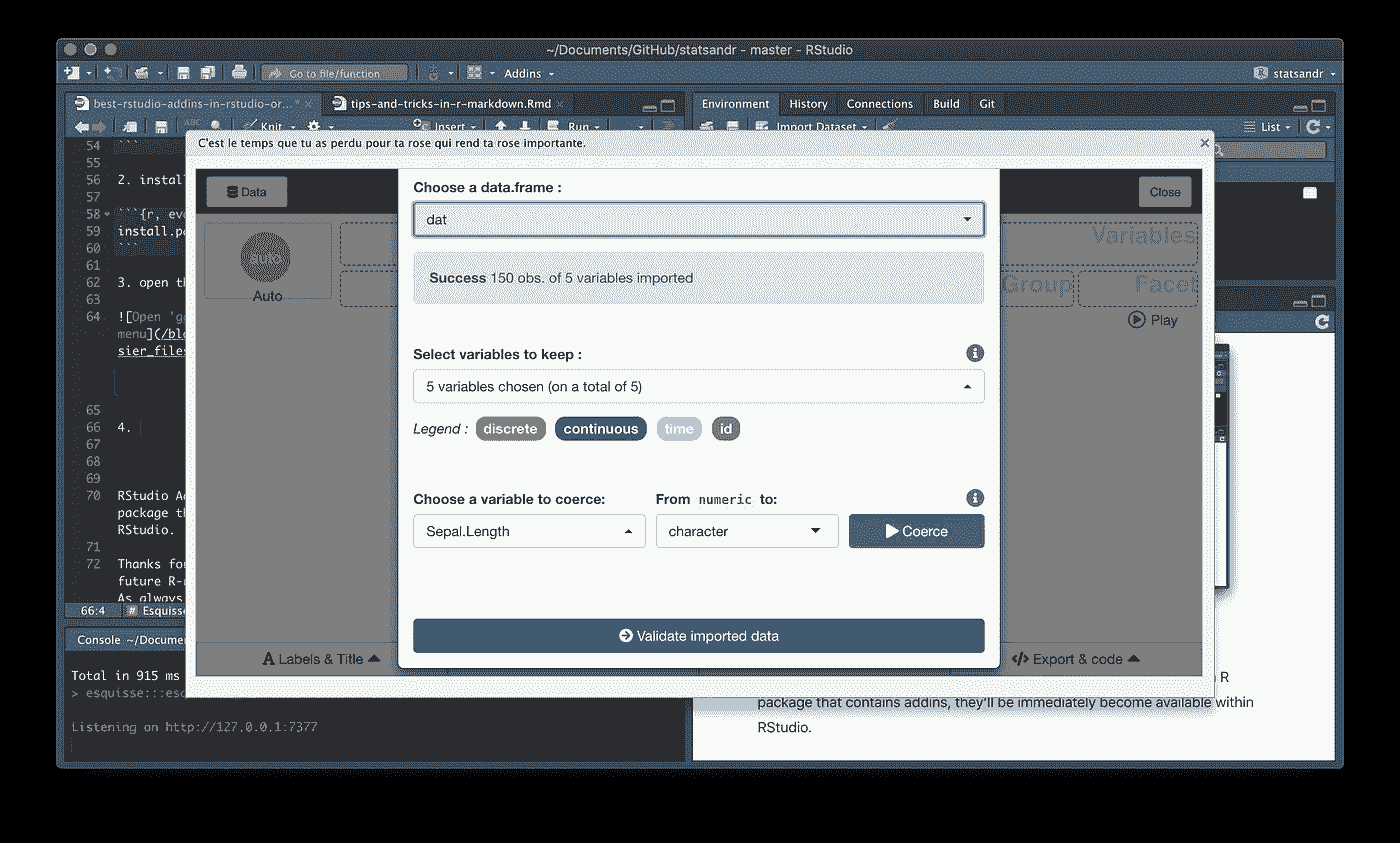 ~/Documents/GitHub/statsandr - master - RStudio
Go to file/function
Addins
statsandr
best-rstudio-addins-in-rstudio-or...*
tips-and-tricks-in-r-markdown.Rmd
Environment
History
Connections
Build
Git
ABC
Knit
Insert
Run
Import Dataset
List
C'est le temps que tu as perdu pour ta rose qui rend ta rose importante.
54 ```
55
56 2. instal
57
58 ```{r, eve
59 install.pa
60 ```
61
62 3. open th
63
64 ![Open 'g
menu](/blo
sier_files
65
66 4.
67
68
69
70 RStudio Ad
package th
RStudio.
71
72 Thanks for
future R-
As always
66:4
# Esquisse
Data
Close
Auto
Auto
Variables
Group
Facet
Play
Choose a data.frame :
dat
Success 150 obs. of 5 variables imported
Select variables to keep :
5 variables chosen (on a total of 5)
Legend : discrete continuous time id
Choose a variable to coerce:
From numeric to:
Sepal.Length
character
Coerce
Validate imported data
Labels & Title
Export & code
Console ~/Docume
Total in 915 ms
> esquisse:::esq
Listening on http://127.0.0.1:7377
R
package that contains addins, they'll be immediately become available within
RStudio.